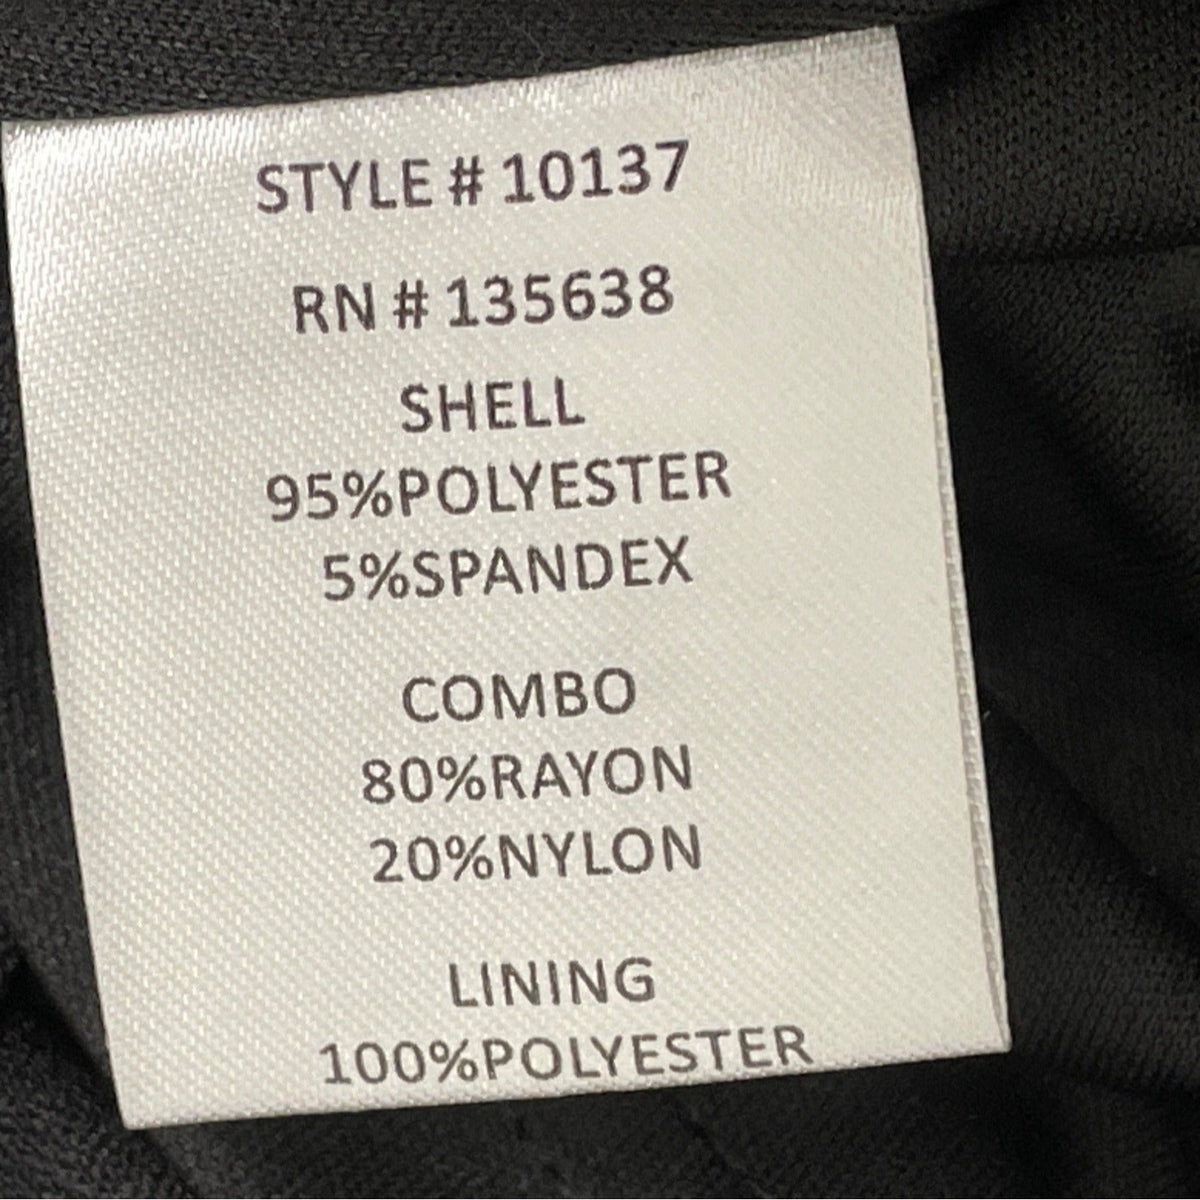 STYLE # 10137
RN # 135638
SHELL
95%POLYESTER
5%SPANDEX
COMBO
80%RAYON
20%NYLON
LINING
100%POLYESTER